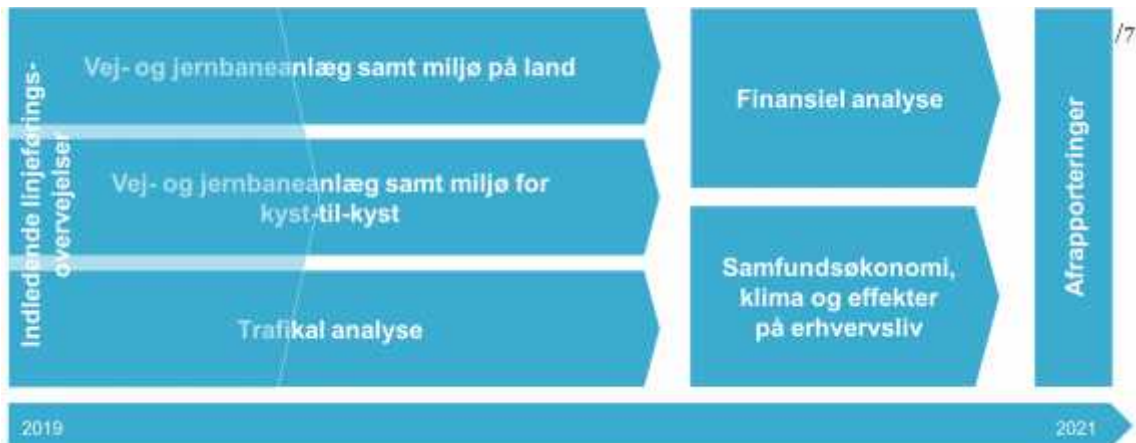 Indledende linjeførings-
overvejelser
Vej- og jernbaneanlæg samt miljø på land
Vej- og jernbaneanlæg samt miljø for
kyst-til-kyst
Trafikal analyse
Finansiel analyse
Samfundsøkonomi,
klima og effekter
på erhvervsliv
Afrapporteringer
/7
2019
2021